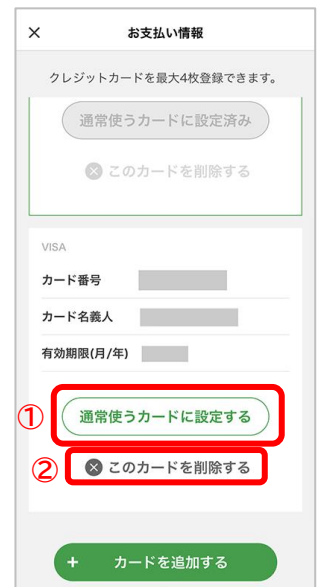 × お支払い情報
クレジットカードを最大4枚登録できます。
通常使うカードに設定済み
このカードを削除する
VISA
カード番号
カード名義人
有効期限(月/年)
① 通常使うカードに設定する
② このカードを削除する
+ カードを追加する